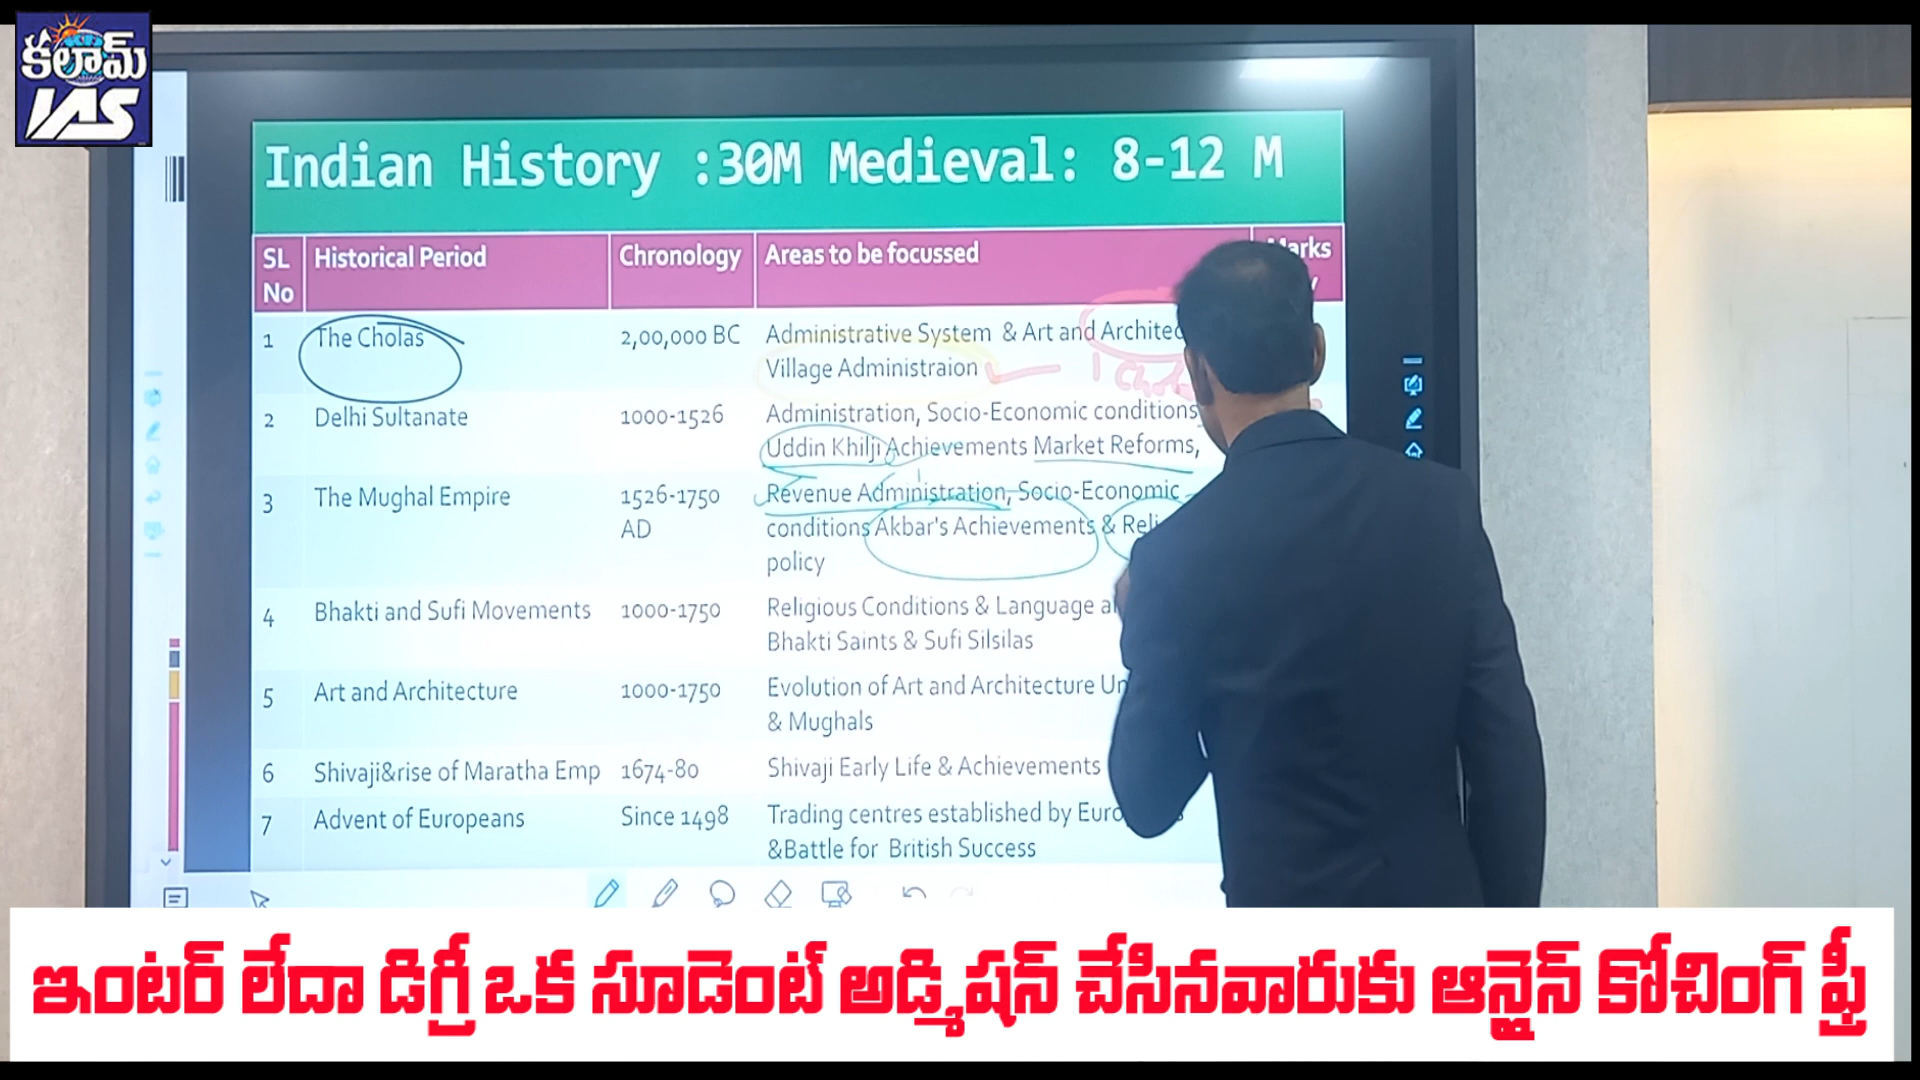 కలామ్
IAS
Indian History :30M Medieval: 8-12 M
SL No Historical Period Chronology Areas to be focussed
1 The Cholas 2,00,000 BC Administrative System & Art and
Village Administraion
2 Delhi Sultanate 1000-1526 Administration, Socio-Economic conditions
Uddin Khilji Achievements Market Reforms,
3 The Mughal Empire 1526-1750 AD Revenue Administration, Socio-Economic
conditions Akbar's Achievements &
policy
4 Bhakti and Sufi Movements 1000-1750 Religious Conditions & Language
Bhakti Saints & Sufi Silsilas
5 Art and Architecture 1000-1750 Evolution of Art and Architecture
& Mughals
6 Shivaji&rise of Maratha Emp 1674-80 Shivaji Early Life & Achievements
7 Advent of Europeans Since 1498 Trading centres established by
&Battle for British Success
ఇంటర్ లేదా డిగ్రీ ఒక సూడెంట్ అడ్మిషన్ చేసినవారుకు ఆన్లైన్ కోచింగ్ ఫ్రీ